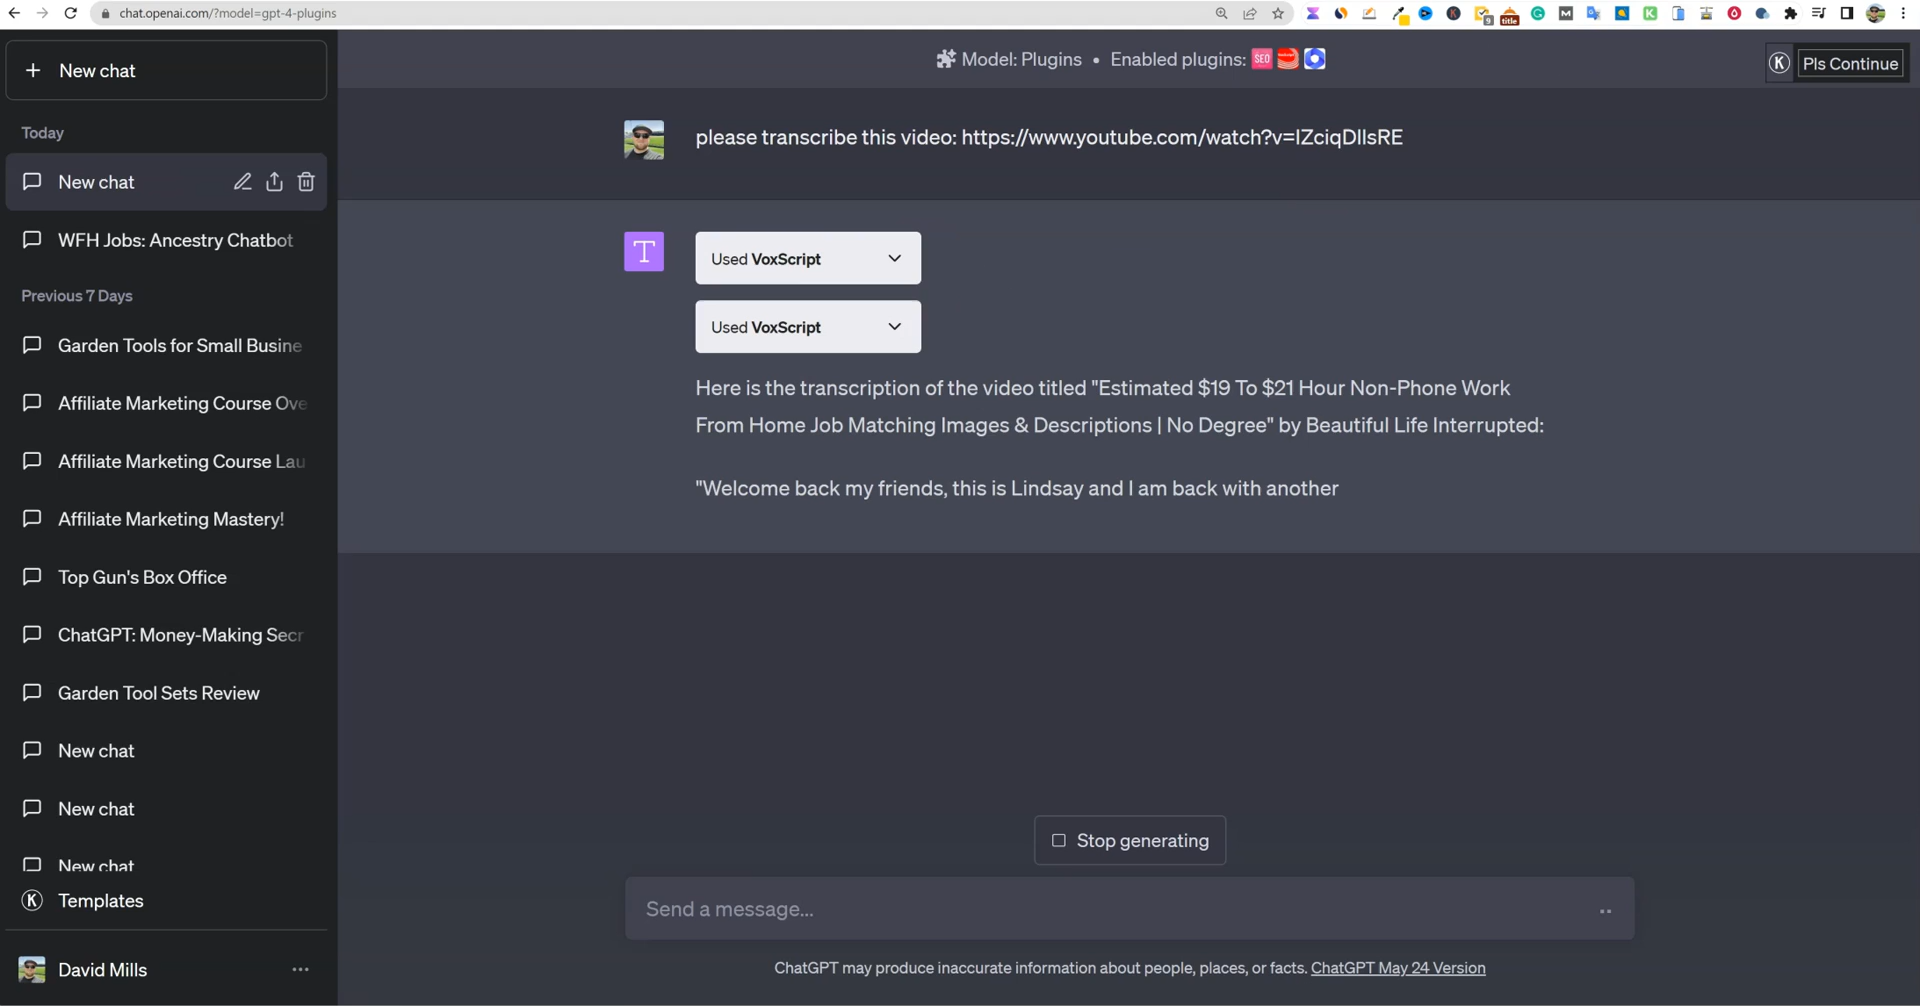 chat.openai.com/?model=gpt-4-plugins
9
title
New chat
Today
New chat
WFH Jobs: Ancestry Chatbot
Previous 7 Days
Garden Tools for Small Busine
Affiliate Marketing Course Ove
Affiliate Marketing Course Lau
Affiliate Marketing Mastery!
Top Gun's Box Office
ChatGPT: Money-Making Secr
Garden Tool Sets Review
New chat
New chat
New chat
K Templates
David Mills
Model: Plugins • Enabled plugins: SEO
K Pls Continue
please transcribe this video: https://www.youtube.com/watch?v=IZciqDllsRE
T
Used VoxScript
Used VoxScript
Here is the transcription of the video titled "Estimated $19 To $21 Hour Non-Phone Work
From Home Job Matching Images & Descriptions | No Degree" by Beautiful Life Interrupted:
"Welcome back my friends, this is Lindsay and I am back with another
Stop generating
Send a message...
ChatGPT may produce inaccurate information about people, places, or facts. ChatGPT May 24 Version